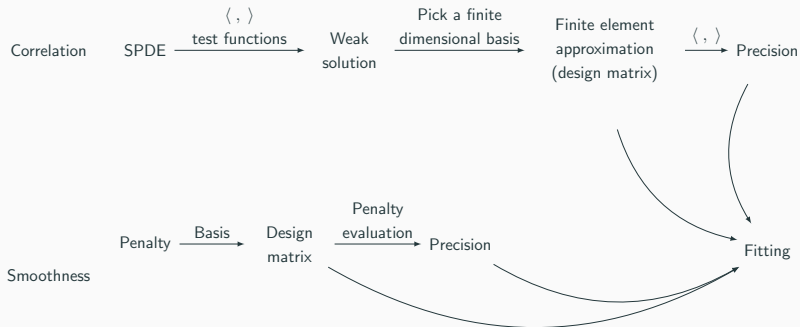 Correlation
SPDE
⟨ , ⟩
test functions
Weak
solution
Pick a finite
dimensional basis
Finite element
approximation
(design matrix)
⟨ , ⟩
Precision
Smoothness
Penalty
Basis
Design
matrix
Penalty
evaluation
Precision
Fitting